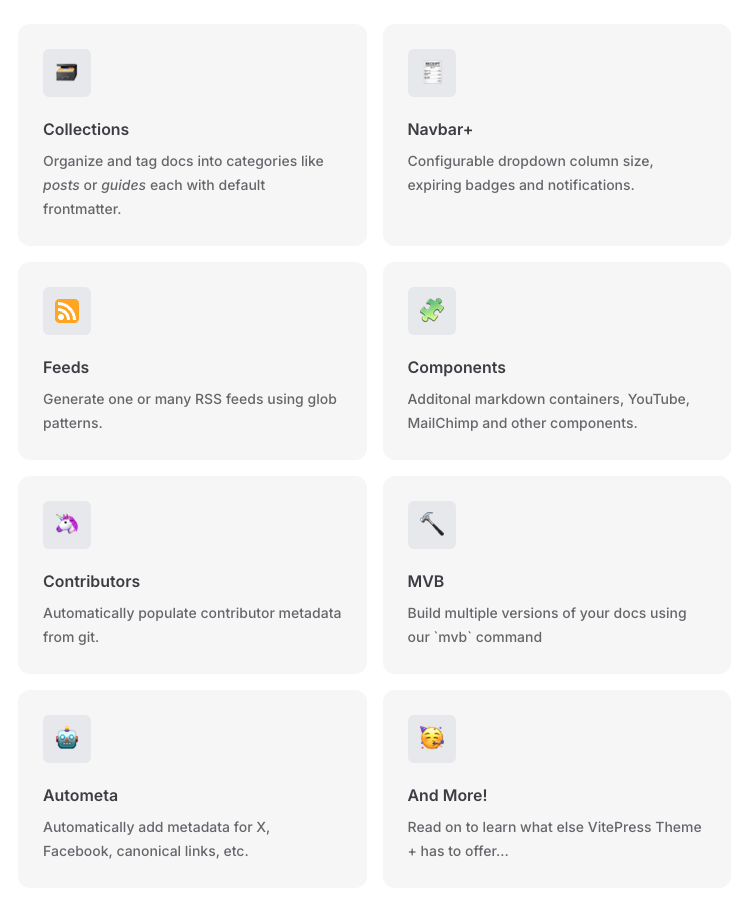 Collections
Organize and tag docs into categories like
posts or guides each with default
frontmatter.
RECEIPT
Navbar+
Configurable dropdown column size,
expiring badges and notifications.
Feeds
Generate one or many RSS feeds using glob
patterns.
Components
Additonal markdown containers, YouTube,
MailChimp and other components.
Contributors
Automatically populate contributor metadata
from git.
MVB
Build multiple versions of your docs using
our `mvb` command
Autometa
Automatically add metadata for X,
Facebook, canonical links, etc.
And More!
Read on to learn what else VitePress Theme
+ has to offer...